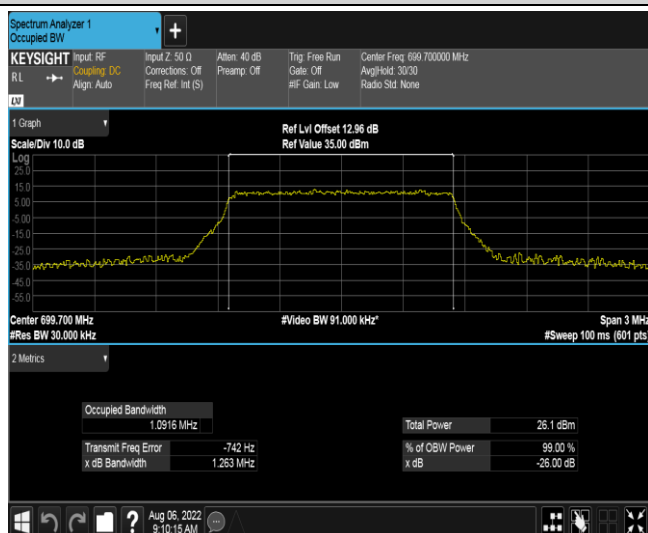 Spectrum Analyzer 1
Occupied BW
+
KEYSIGHT
R L
LXI
Input: RF
Coupling: DC
Align: Auto
Input Z: 50 Ω
Corrections: Off
Freq Ref: Int (S)
Atten: 40 dB
Preamp: Off
Trig: Free Run
Gate: Off
#IF Gain: Low
Center Freq: 699.700000 MHz
Avg|Hold: 30/30
Radio Std: None
1 Graph
Scale/Div 10.0 dB
Ref Lvl Offset 12.96 dB
Ref Value 35.00 dBm
Log
25.0
15.0
5.00
-5.00
-15.0
-25.0
-35.0
-45.0
-55.0
Center 699.700 MHz
#Res BW 30.000 kHz
#Video BW 91.000 kHz*
Span 3 MHz
#Sweep 100 ms (601 pts)
2 Metrics
Occupied Bandwidth
1.0916 MHz
Transmit Freq Error -742 Hz
x dB Bandwidth 1.263 MHz
Total Power 26.1 dBm
% of OBW Power 99.00 %
x dB -26.00 dB
?
Aug 06, 2022
9:10:15 AM